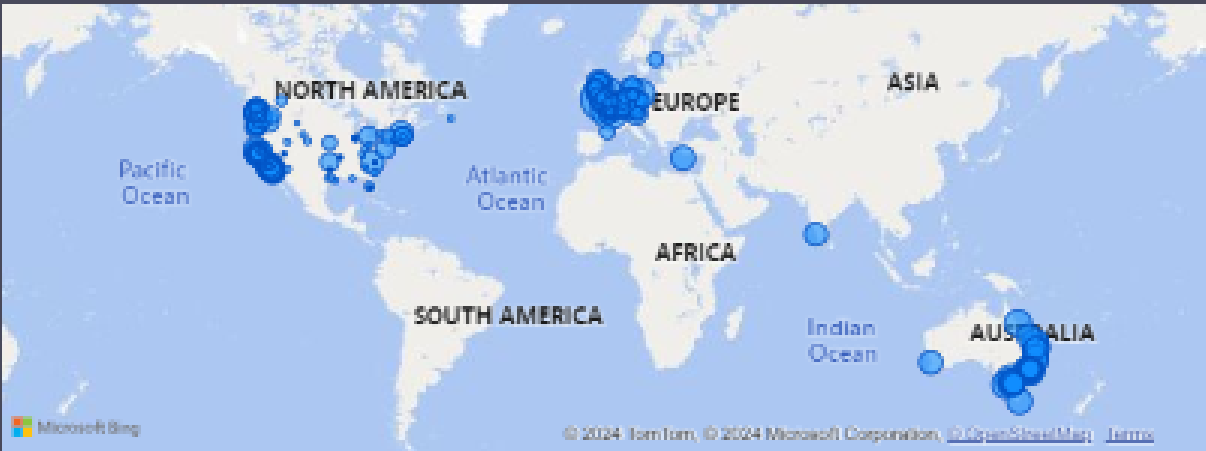 NORTH AMERICA
ASIA
EUROPE
Pacific
Ocean
Atlantic
Ocean
AFRICA
SOUTH AMERICA
Indian
Ocean
AUSTRALIA
Microsoft Bing
© 2024 TomTom, © 2024 Microsoft Corporation, © OpenStreetMap Terms